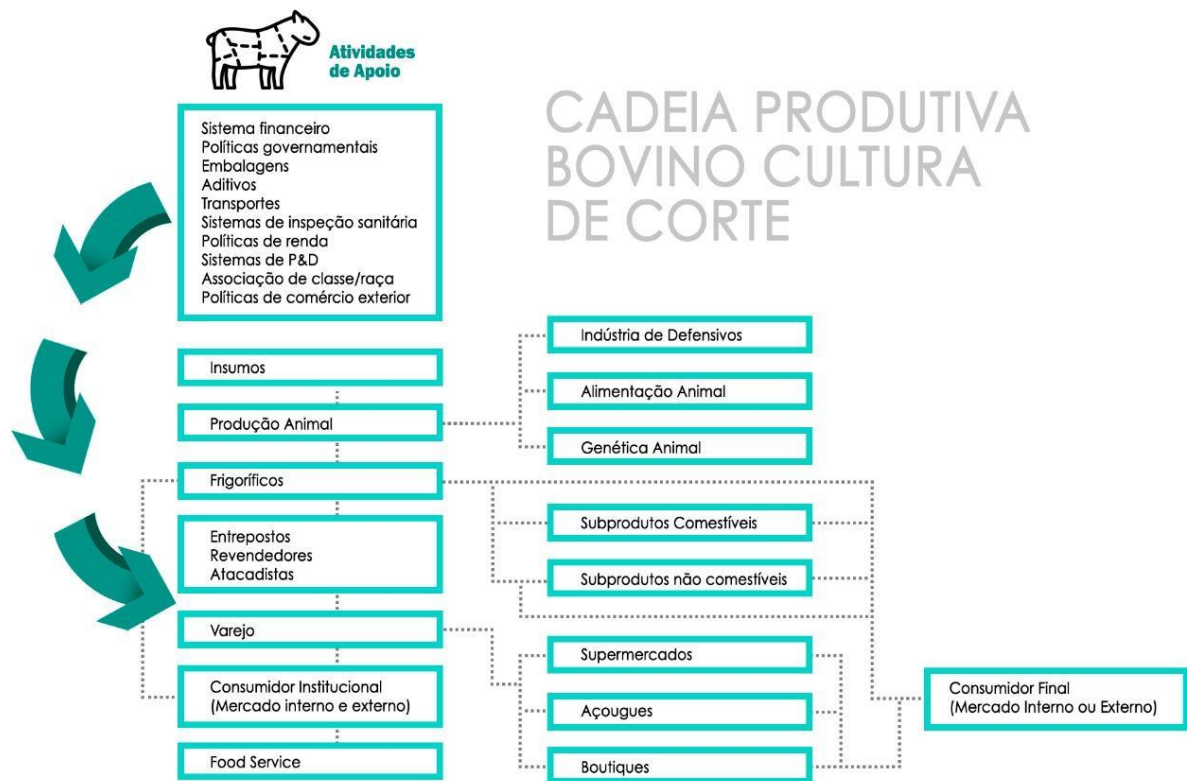 Atividades
de Apoio
CADEIA PRODUTIVA
BOVINO CULTURA
DE CORTE
Sistema financeiro
Políticas governamentais
Embalagens
Aditivos
Transportes
Sistemas de inspeção sanitária
Políticas de renda
Sistemas de P&D
Associação de classe/raça
Políticas de comércio exterior
Insumos
Produção Animal
Frigoríficos
Entrepostos
Revendedores
Atacadistas
Varejo
Consumidor Institucional
(Mercado interno e externo)
Food Service
Indústria de Defensivos
Alimentação Animal
Genética Animal
Subprodutos Comestíveis
Subprodutos não comestíveis
Supermercados
Açougues
Boutiques
Consumidor Final
(Mercado Interno ou Externo)